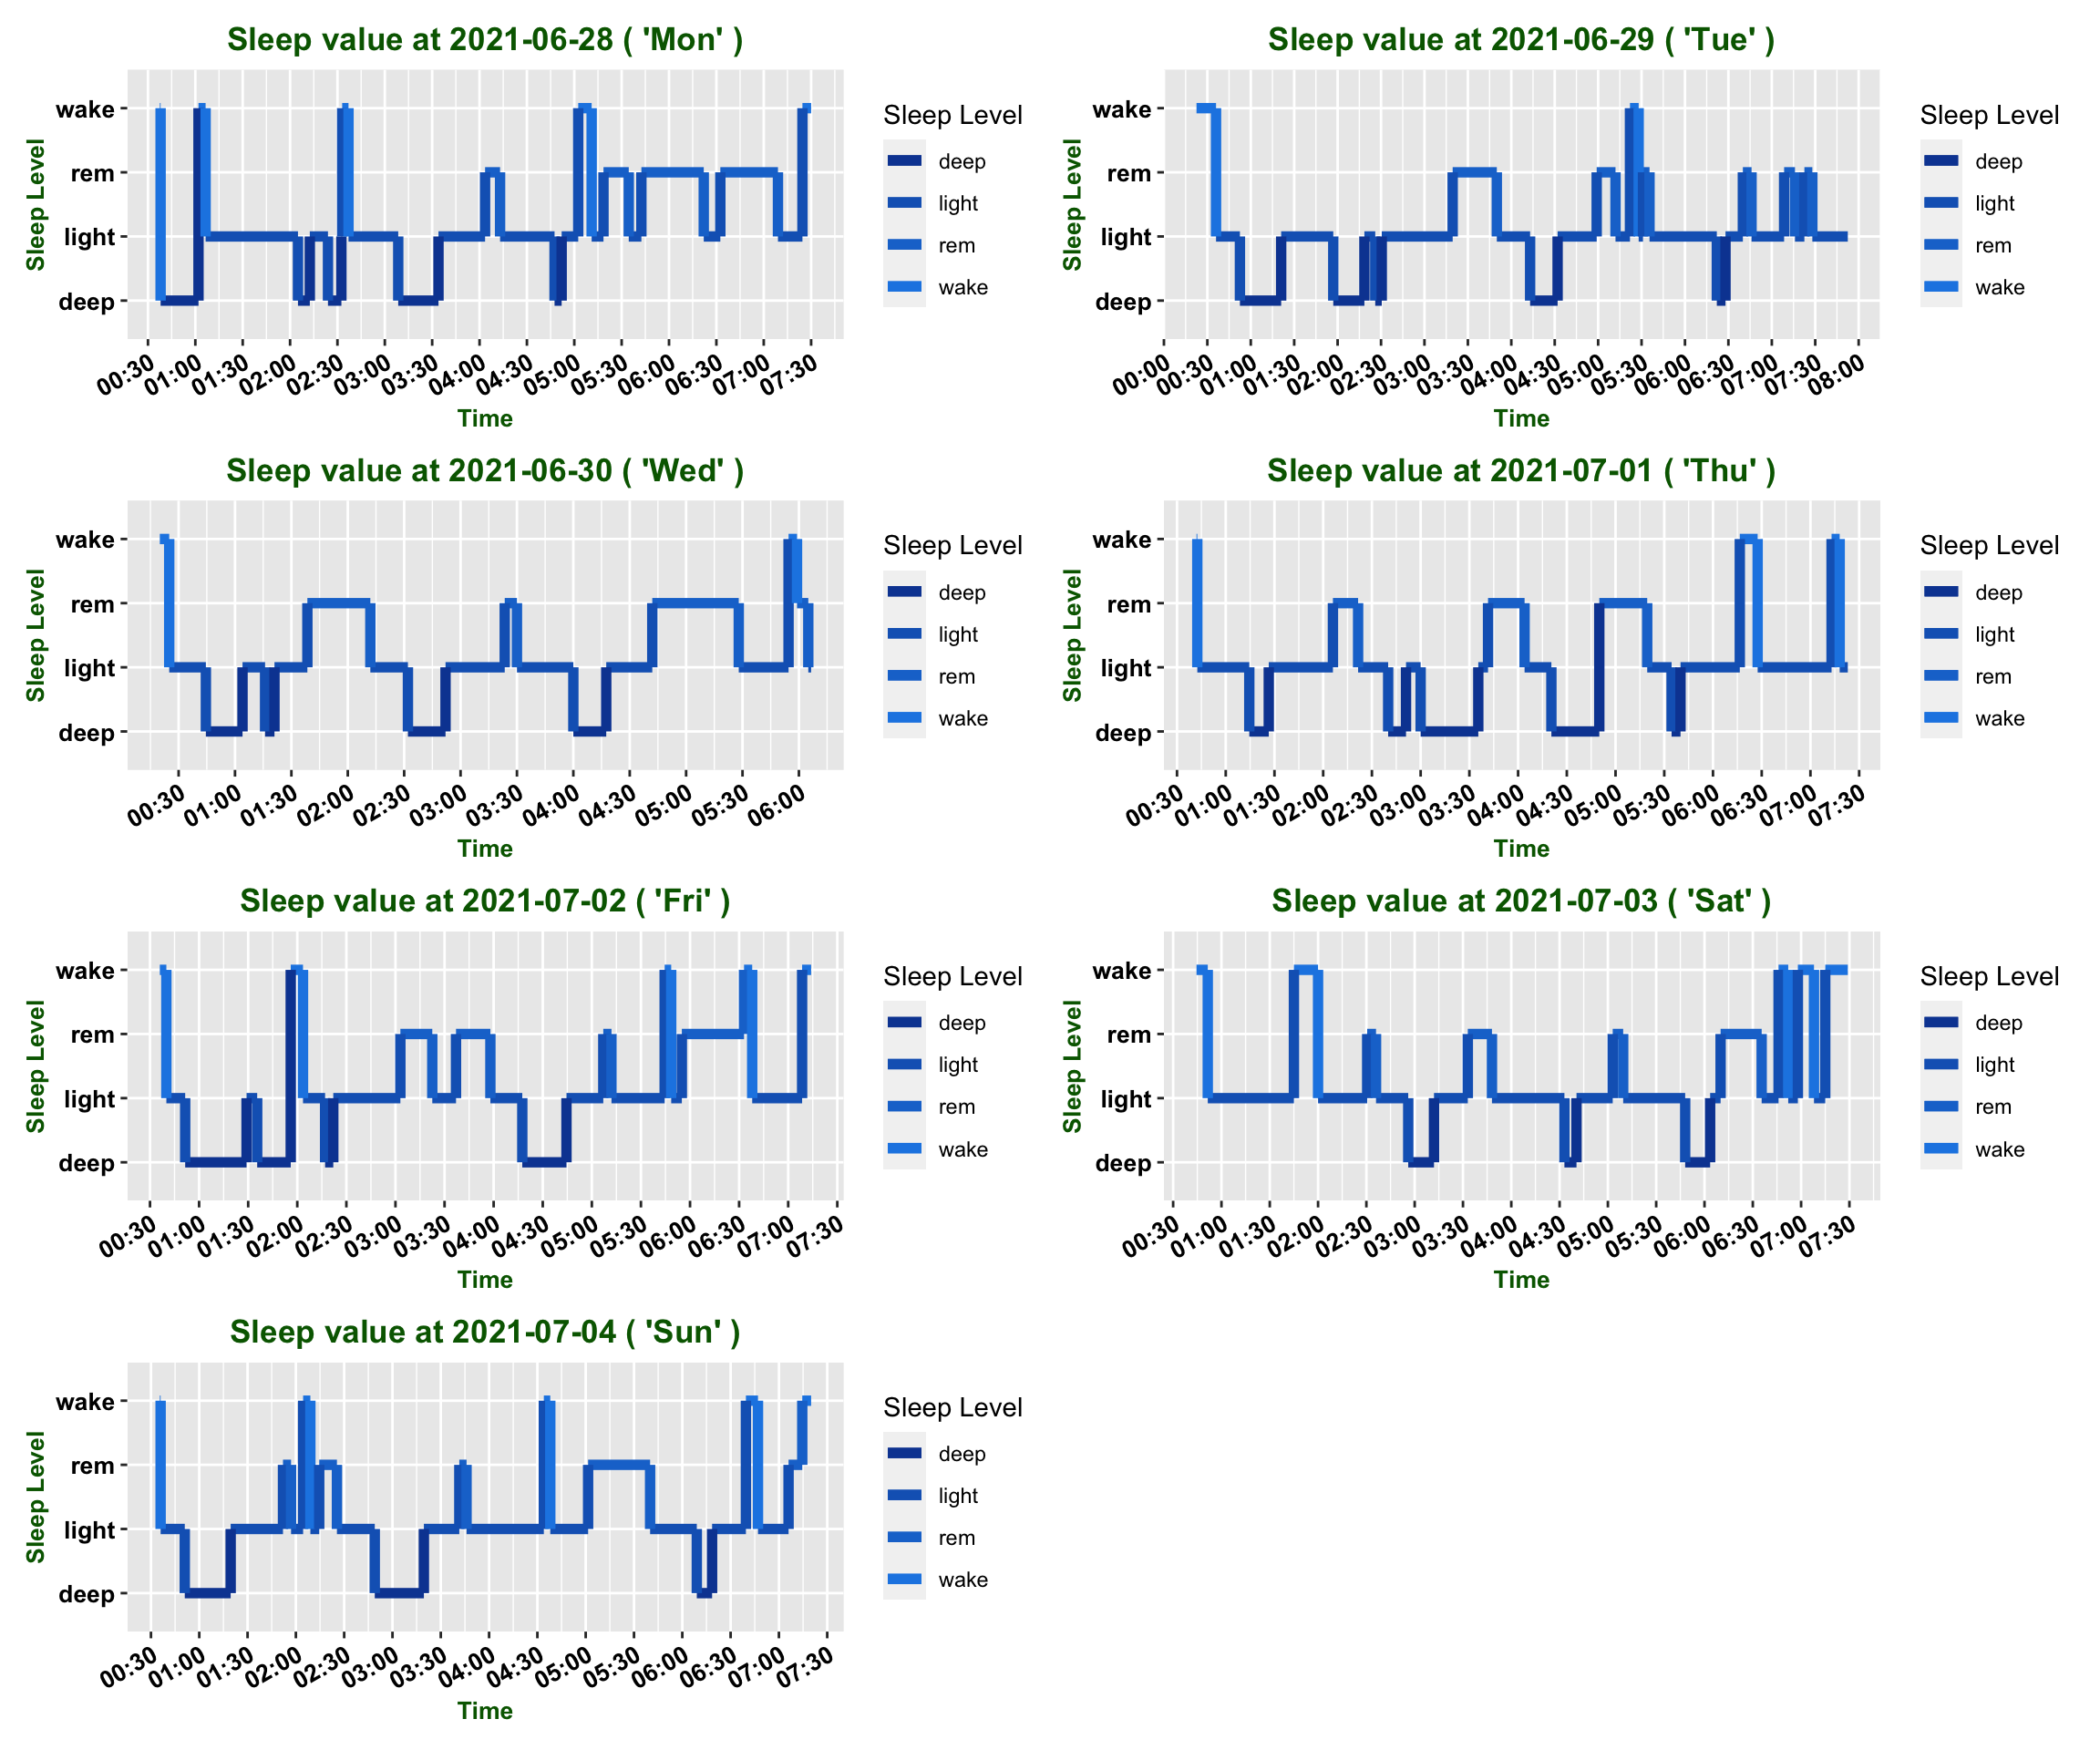 Sleep value at 2021-06-28 ( 'Mon' )
wake
rem
light
deep
Sleep Level
00:30 01:00 01:30 02:00 02:30 03:00 03:30 04:00 04:30 05:00 05:30 06:00 06:30 07:00 07:30
Time
Sleep Level
deep
light
rem
wake
Sleep value at 2021-06-29 ( 'Tue' )
wake
rem
light
deep
Sleep Level
00:00 00:30 01:00 01:30 02:00 02:30 03:00 03:30 04:00 04:30 05:00 05:30 06:00 06:30 07:00 07:30 08:00
Time
Sleep Level
deep
light
rem
wake
Sleep value at 2021-06-30 ( 'Wed' )
wake
rem
light
deep
Sleep Level
00:30 01:00 01:30 02:00 02:30 03:00 03:30 04:00 04:30 05:00 05:30 06:00
Time
Sleep Level
deep
light
rem
wake
Sleep value at 2021-07-01 ( 'Thu' )
wake
rem
light
deep
Sleep Level
00:30 01:00 01:30 02:00 02:30 03:00 03:30 04:00 04:30 05:00 05:30 06:00 06:30 07:00 07:30
Time
Sleep Level
deep
light
rem
wake
Sleep value at 2021-07-02 ( 'Fri' )
wake
rem
light
deep
Sleep Level
00:30 01:00 01:30 02:00 02:30 03:00 03:30 04:00 04:30 05:00 05:30 06:00 06:30 07:00 07:30
Time
Sleep Level
deep
light
rem
wake
Sleep value at 2021-07-03 ( 'Sat' )
wake
rem
light
deep
Sleep Level
00:30 01:00 01:30 02:00 02:30 03:00 03:30 04:00 04:30 05:00 05:30 06:00 06:30 07:00 07:30
Time
Sleep Level
deep
light
rem
wake
Sleep value at 2021-07-04 ( 'Sun' )
wake
rem
light
deep
Sleep Level
00:30 01:00 01:30 02:00 02:30 03:00 03:30 04:00 04:30 05:00 05:30 06:00 06:30 07:00 07:30
Time
Sleep Level
deep
light
rem
wake